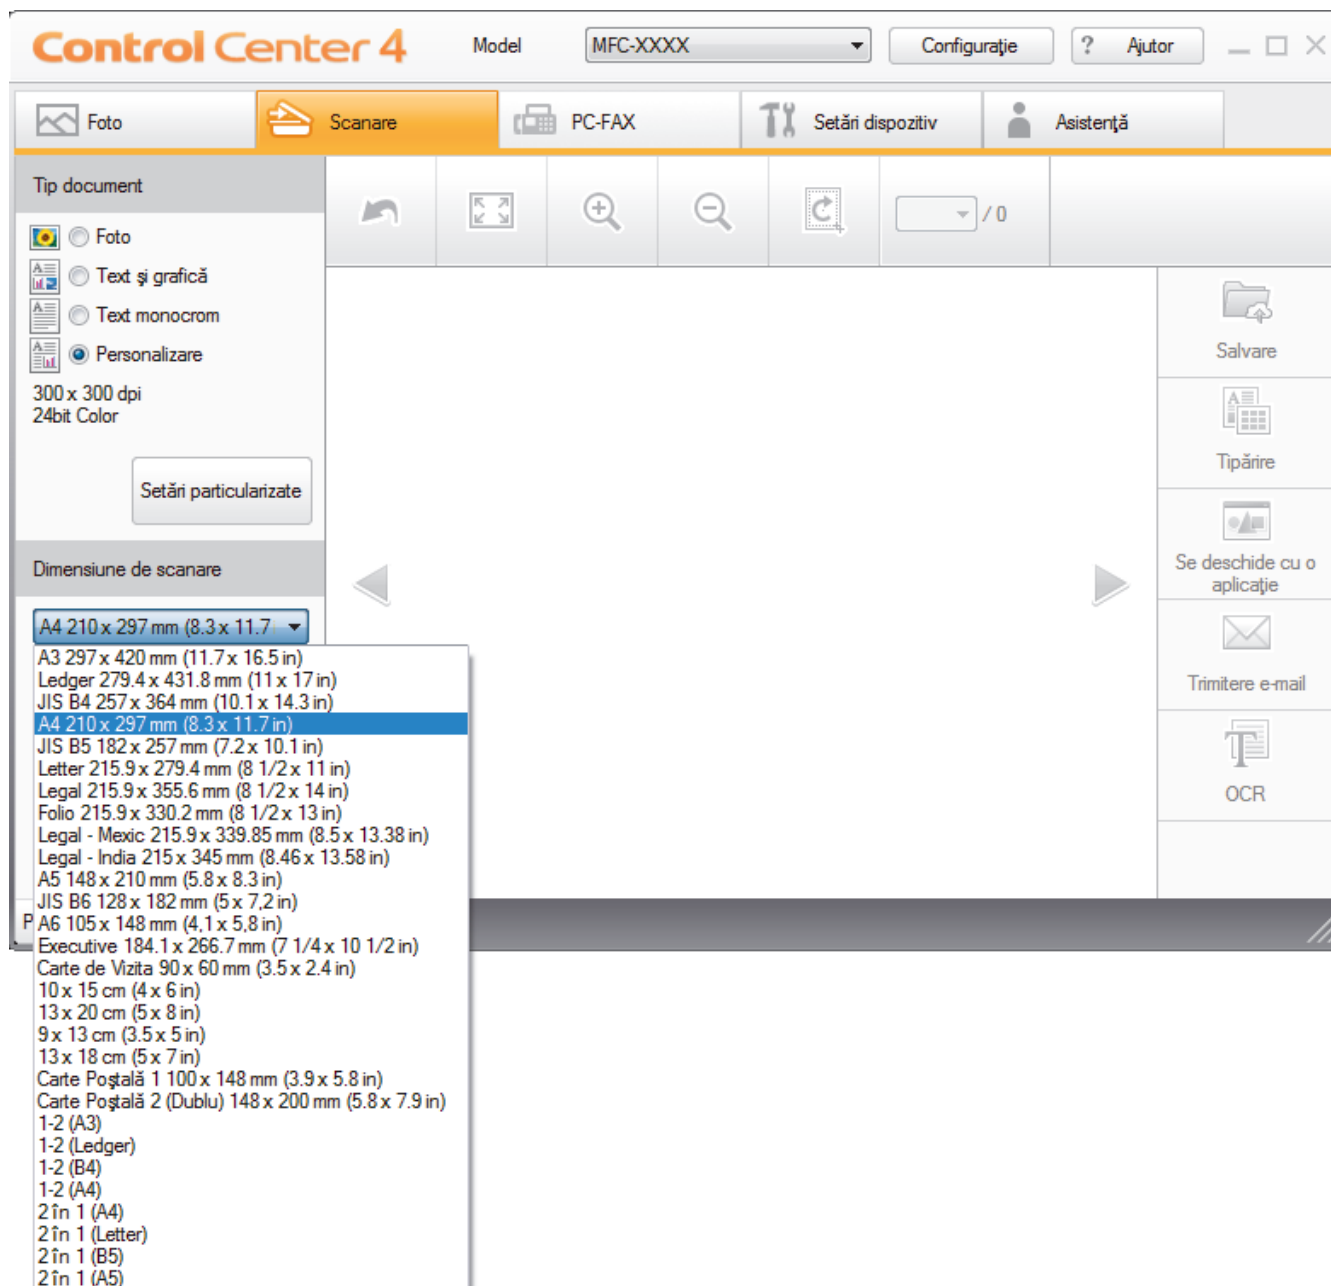 Control Center 4
Model
MFC-XXXX
Configurație
? Ajutor
Foto
Scanare
PC-FAX
Setări dispozitiv
Asistență
Tip document
Foto
Text și grafică
Text monocrom
Personalizare
300 x 300 dpi
24bit Color
Setări particularizate
/ 0
Salvare
Tipărire
Se deschide cu o
aplicație
Trimitere e-mail
OCR
Dimensiune de scanare
A4 210 x 297 mm (8.3 x 11.7
A3 297 x 420 mm (11.7 x 16.5 in)
Ledger 279.4 x 431.8 mm (11 x 17 in)
JIS B4 257 x 364 mm (10.1 x 14.3 in)
A4 210 x 297 mm (8.3 x 11.7 in)
JIS B5 182 x 257 mm (7.2 x 10.1 in)
Letter 215.9 x 279.4 mm (8 1/2 x 11 in)
Legal 215.9 x 355.6 mm (8 1/2 x 14 in)
Folio 215.9 x 330.2 mm (8 1/2 x 13 in)
Legal - Mexic 215.9 x 339.85 mm (8.5 x 13.38 in)
Legal - India 215 x 345 mm (8.46 x 13.58 in)
A5 148 x 210 mm (5.8 x 8.3 in)
JIS B6 128 x 182 mm (5 x 7,2 in)
A6 105 x 148 mm (4,1 x 5,8 in)
Executive 184.1 x 266.7 mm (7 1/4 x 10 1/2 in)
Carte de Vizita 90 x 60 mm (3.5 x 2.4 in)
10 x 15 cm (4 x 6 in)
13 x 20 cm (5 x 8 in)
9 x 13 cm (3.5 x 5 in)
13 x 18 cm (5 x 7 in)
Carte Poștală 1 100 x 148 mm (3.9 x 5.8 in)
Carte Poștală 2 (Dublu) 148 x 200 mm (5.8 x 7.9 in)
1-2 (A3)
1-2 (Ledger)
1-2 (B4)
1-2 (A4)
2 în 1 (A4)
2 în 1 (Letter)
2 în 1 (B5)
2 în 1 (A5)